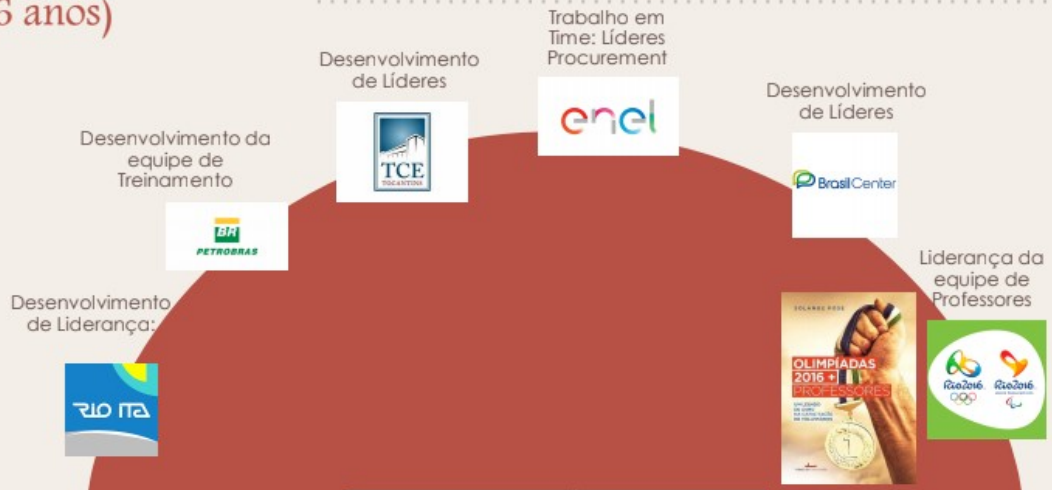 6 anos)
Trabalho em
Time: Líderes
Procurement
enel
Desenvolvimento
de Líderes
TCE
TOCANTINS
Desenvolvimento
de Líderes
BrasilCenter
Desenvolvimento da
equipe de
Treinamento
BR
PETROBRAS
Liderança da
equipe de
Professores
Rio2016 Rio2016
Desenvolvimento
de Liderança:
RIO ITA
SOLANGE ROSE
OLIMPÍADAS
2016 +
PROFESSORES